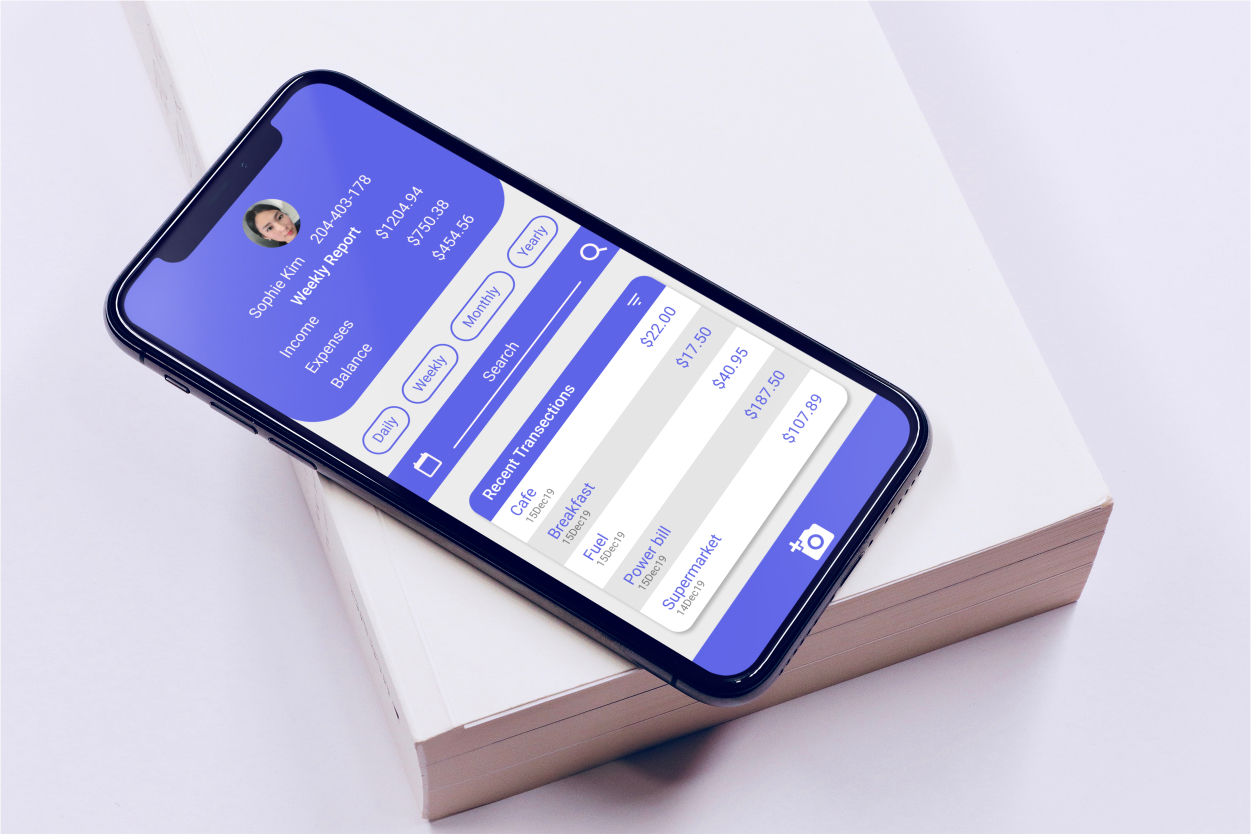 Sophie Kim 204-403-178
Weekly Report
Income $1204.94
Expenses $750.38
Balance $454.56
Daily Weekly Monthly Yearly
Search
Recent Transections
Cafe $22.00
15Dec19
Breakfast $17.50
15Dec19
Fuel $40.95
15Dec19
Power bill $187.50
15Dec19
Supermarket $107.89
14Dec19